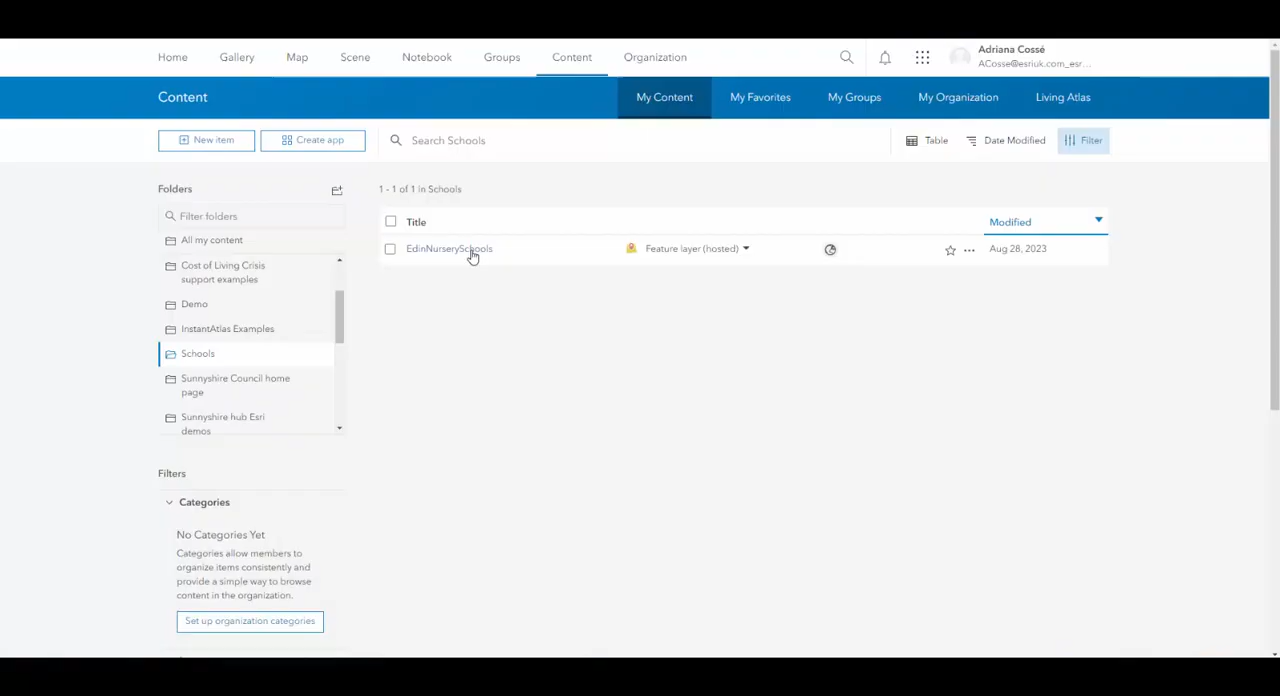 Home Gallery Map Scene Notebook Groups Content Organization
Adriana Cossé
ACosse@esriuk.com_esr...
Content
My Content My Favorites My Groups My Organization Living Atlas
New item Create app Search Schools Table Date Modified Filter
Folders
1 - 1 of 1 in Schools
Filter folders
Title Modified
All my content
EdinNurserySchools Feature layer (hosted) Aug 28, 2023
Cost of Living Crisis
support examples
Demo
InstantAtlas Examples
Schools
Sunnyshire Council home
page
Sunnyshire hub Esri
demos
Filters
Categories
No Categories Yet
Categories allow members to
organize items consistently and
provide a simple way to browse
content in the organization.
Set up organization categories